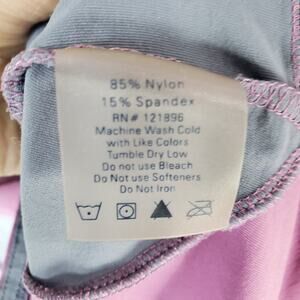 85% Nylon
15% Spandex
RN# 121896
Machine Wash Cold
with Like Colors
Tumble Dry Low
Do not use Bleach
Do Not use Softeners
Do Not Iron